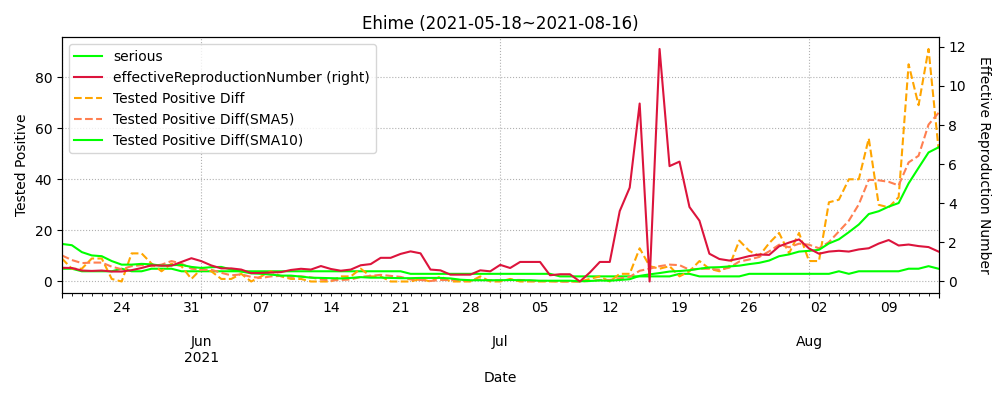 Ehime (2021-05-18~2021-08-16)
serious
effectiveReproductionNumber (right)
Tested Positive Diff
Tested Positive Diff(SMA5)
Tested Positive Diff(SMA10)
Tested Positive
80
60
40
20
0
12
10
8
6
4
2
0
Effective Reproduction Number
24 31 07 14 21 28 05 12 19 26 02 09
Jun Jul Aug
2021
Date